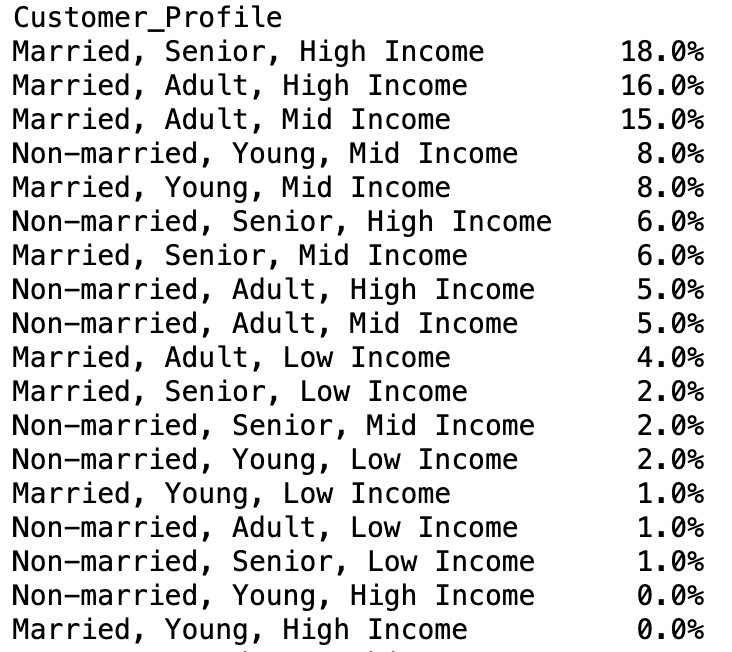 Customer_Profile
Married, Senior, High Income 18.0%
Married, Adult, High Income 16.0%
Married, Adult, Mid Income 15.0%
Non-married, Young, Mid Income 8.0%
Married, Young, Mid Income 8.0%
Non-married, Senior, High Income 6.0%
Married, Senior, Mid Income 6.0%
Non-married, Adult, High Income 5.0%
Non-married, Adult, Mid Income 5.0%
Married, Adult, Low Income 4.0%
Married, Senior, Low Income 2.0%
Non-married, Senior, Mid Income 2.0%
Non-married, Young, Low Income 2.0%
Married, Young, Low Income 1.0%
Non-married, Adult, Low Income 1.0%
Non-married, Senior, Low Income 1.0%
Non-married, Young, High Income 0.0%
Married, Young, High Income 0.0%